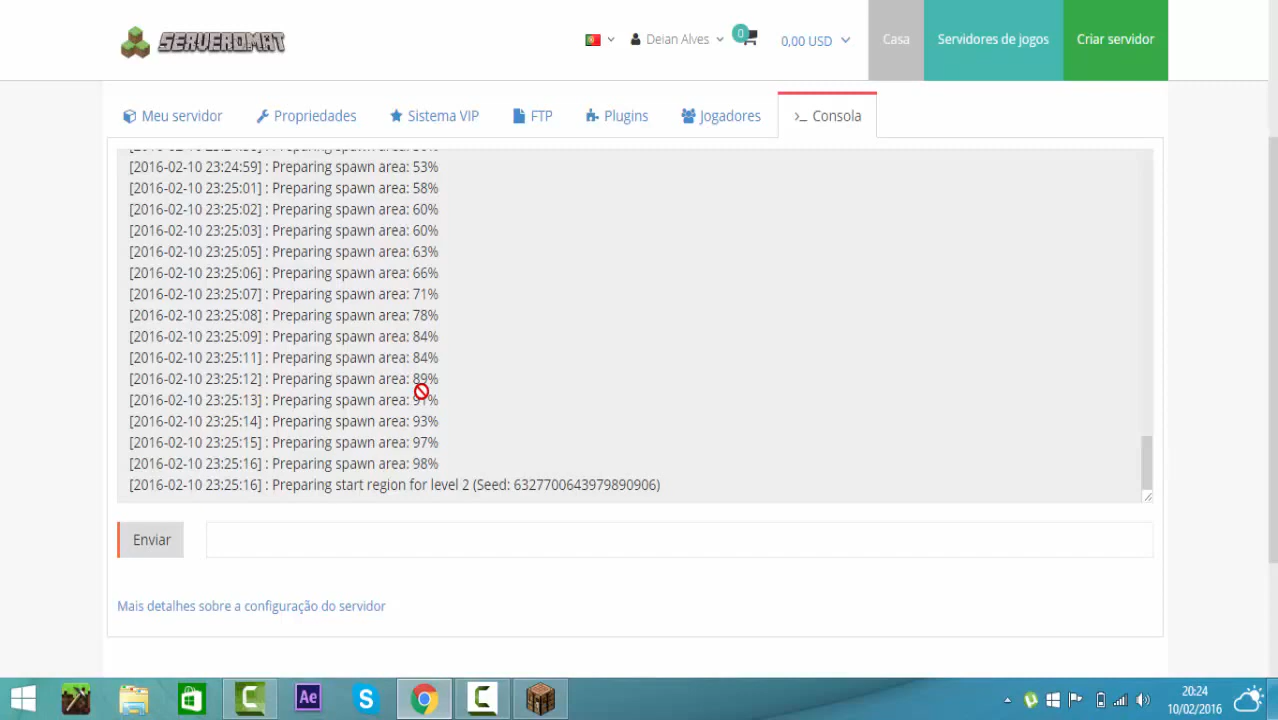 SERVEROMAT
Deian Alves
0
0,00 USD
Casa
Servidores de jogos
Criar servidor
Meu servidor
Propriedades
Sistema VIP
FTP
Plugins
Jogadores
>_ Consola
[2016-02-10 23:24:59] : Preparing spawn area: 53%
[2016-02-10 23:25:01] : Preparing spawn area: 58%
[2016-02-10 23:25:02] : Preparing spawn area: 60%
[2016-02-10 23:25:03] : Preparing spawn area: 60%
[2016-02-10 23:25:05] : Preparing spawn area: 63%
[2016-02-10 23:25:06] : Preparing spawn area: 66%
[2016-02-10 23:25:07] : Preparing spawn area: 71%
[2016-02-10 23:25:08] : Preparing spawn area: 78%
[2016-02-10 23:25:09] : Preparing spawn area: 84%
[2016-02-10 23:25:11] : Preparing spawn area: 84%
[2016-02-10 23:25:12] : Preparing spawn area: 89%
[2016-02-10 23:25:13] : Preparing spawn area: 91%
[2016-02-10 23:25:14] : Preparing spawn area: 93%
[2016-02-10 23:25:15] : Preparing spawn area: 97%
[2016-02-10 23:25:16] : Preparing spawn area: 98%
[2016-02-10 23:25:16] : Preparing start region for level 2 (Seed: 6327700643979890906)
Enviar
Mais detalhes sobre a configuração do servidor
Ae
20:24
10/02/2016